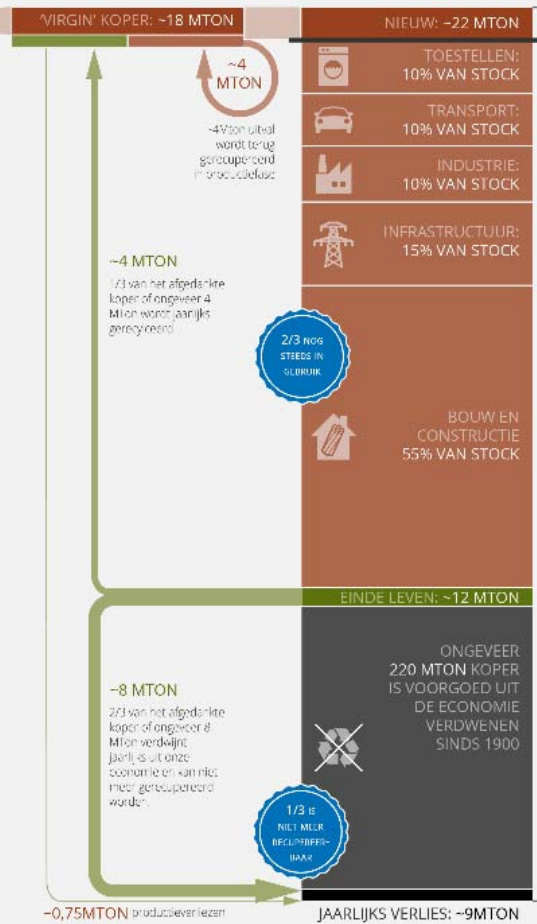 'VIRGIN' KOPER: ~18 MTON
NIEUW: ~22 MTON
~4
MTON
~4Mton uitval
wordt terug
gerecupereerd
in productiefase
TOESTELLEN:
10% VAN STOCK
TRANSPORT:
10% VAN STOCK
INDUSTRIE:
10% VAN STOCK
INFRASTRUCTUUR:
15% VAN STOCK
~4 MTON
1/3 van het afgedankte
koper of ongeveer 4
Mton wordt jaarlijks
gerecycleerd
2/3 NOG
STEEDS IN
GEBRUIK
BOUW EN
CONSTRUCTIE
55% VAN STOCK
EINDE LEVEN: ~12 MTON
~8 MTON
2/3 van het afgedankte
koper of ongeveer 8
Mton verdwijnt
jaarlijks uit onze
economie en kan niet
meer gerecupereerd
worden.
ONGEVEER
220 MTON KOPER
IS VOORGOED UIT
DE ECONOMIE
VERDWENEN
SINDS 1900
1/3 IS
NIET MEER
RECUPEREER-
BAAR
~0,75MTON productieverliezen
JAARLIJKS VERLIES: ~9MTON